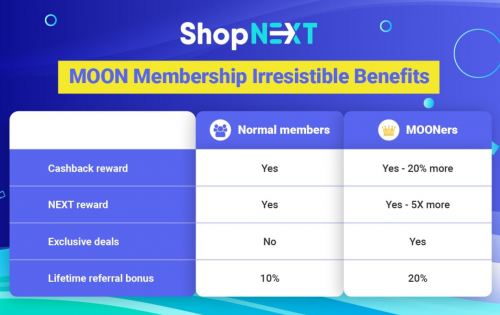 ShopNEXT
MOON Membership Irresistible Benefits
Normal members MOONers
Cashback reward Yes Yes - 20% more
NEXT reward Yes Yes - 5X more
Exclusive deals No Yes
Lifetime referral bonus 10% 20%